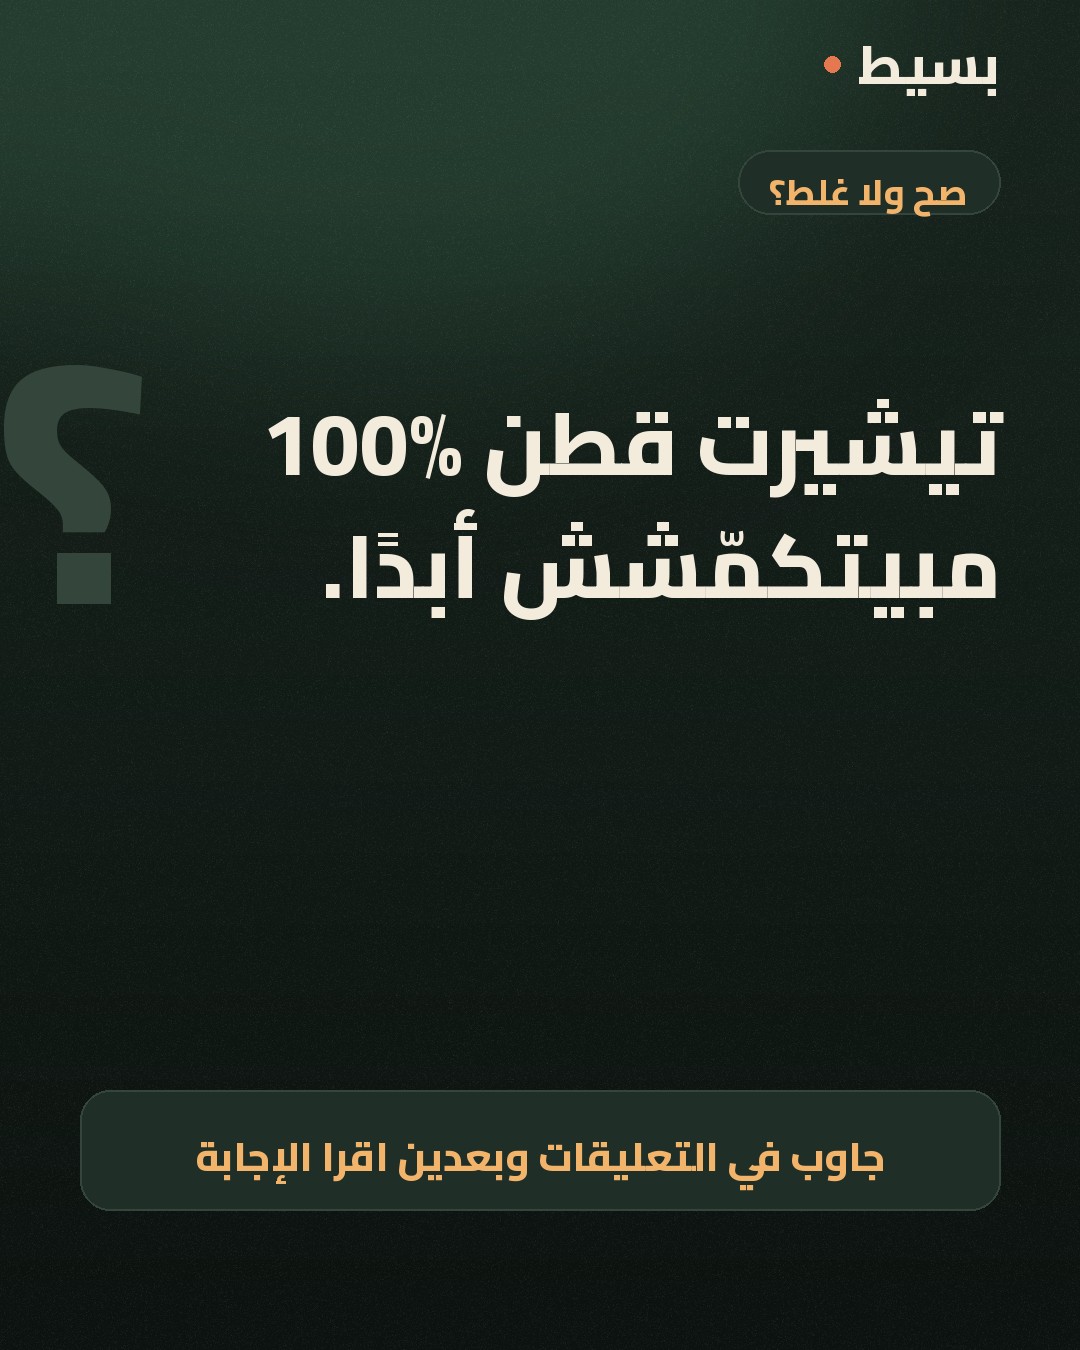 بسيط
صح ولا غلط؟
تيشيرت قطن 100%
مبيتكمّشش أبدًا.
؟
جاوب في التعليقات وبعدين اقرا الإجابة